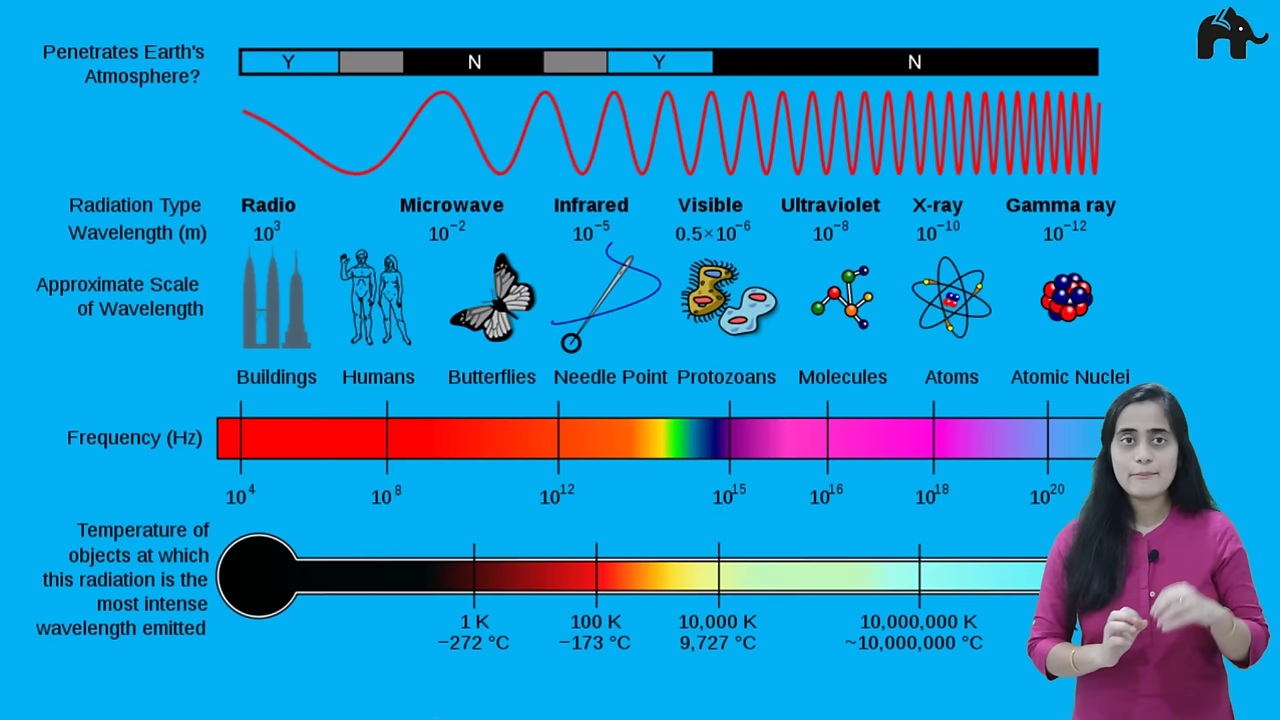 Penetrates Earth's
Atmosphere?
Y N Y N
Radiation Type
Radio Microwave Infrared Visible Ultraviolet X-ray Gamma ray
Wavelength (m)
10³ 10⁻² 10⁻⁵ 0.5×10⁻⁶ 10⁻⁸ 10⁻¹⁰ 10⁻¹²
Approximate Scale
of Wavelength
Buildings Humans Butterflies Needle Point Protozoans Molecules Atoms Atomic Nuclei
Frequency (Hz)
10⁴ 10⁸ 10¹² 10¹⁵ 10¹⁶ 10¹⁸ 10²⁰
Temperature of
objects at which
this radiation is the
most intense
wavelength emitted
1 K 100 K 10,000 K 10,000,000 K
−272 °C −173 °C 9,727 °C ~10,000,000 °C